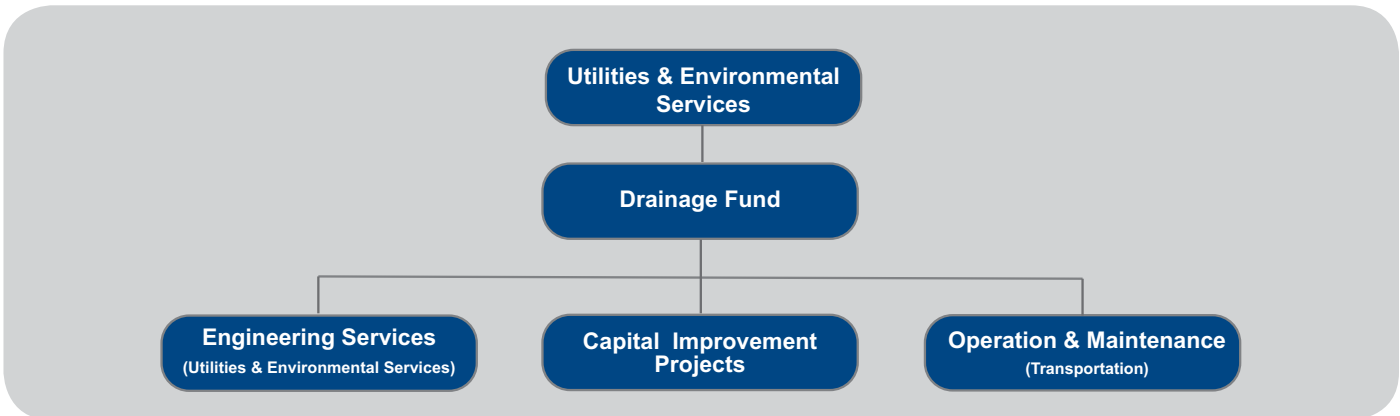 Utilities & Environmental
Services
Drainage Fund
Engineering Services
(Utilities & Environmental Services)
Capital Improvement
Projects
Operation & Maintenance
(Transportation)